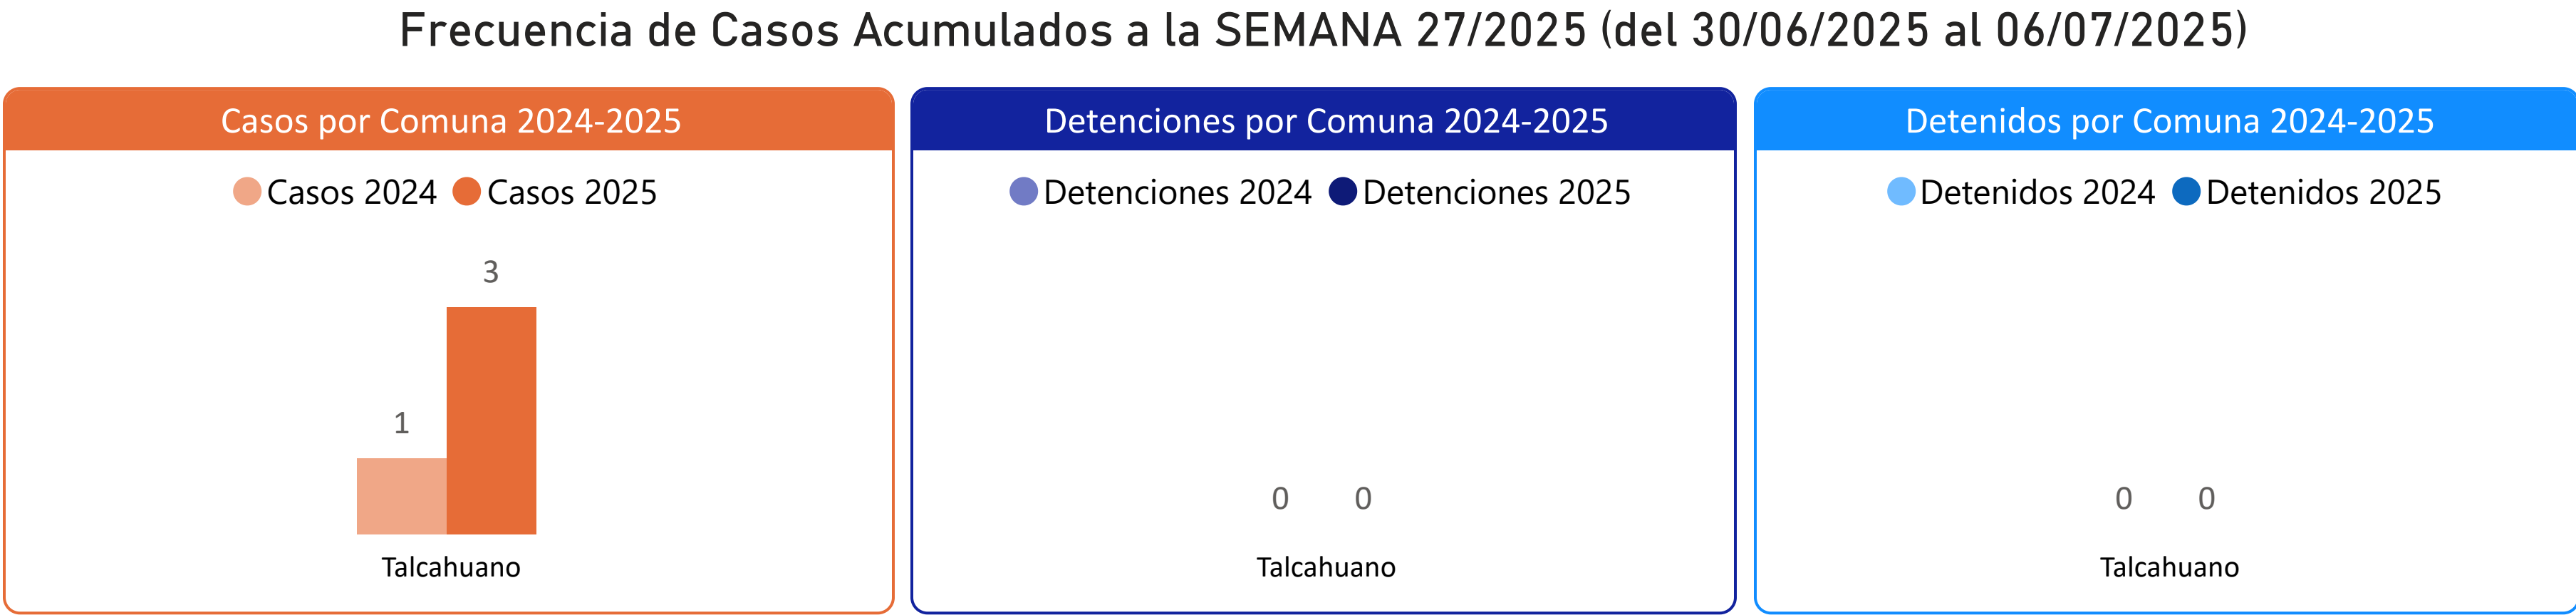 Frecuencia de Casos Acumulados a la SEMANA 27/2025 (del 30/06/2025 al 06/07/2025)
Casos por Comuna 2024-2025
Casos 2024 Casos 2025
3
1
Talcahuano
Detenciones por Comuna 2024-2025
Detenciones 2024 Detenciones 2025
0 0
Talcahuano
Detenidos por Comuna 2024-2025
Detenidos 2024 Detenidos 2025
0 0
Talcahuano